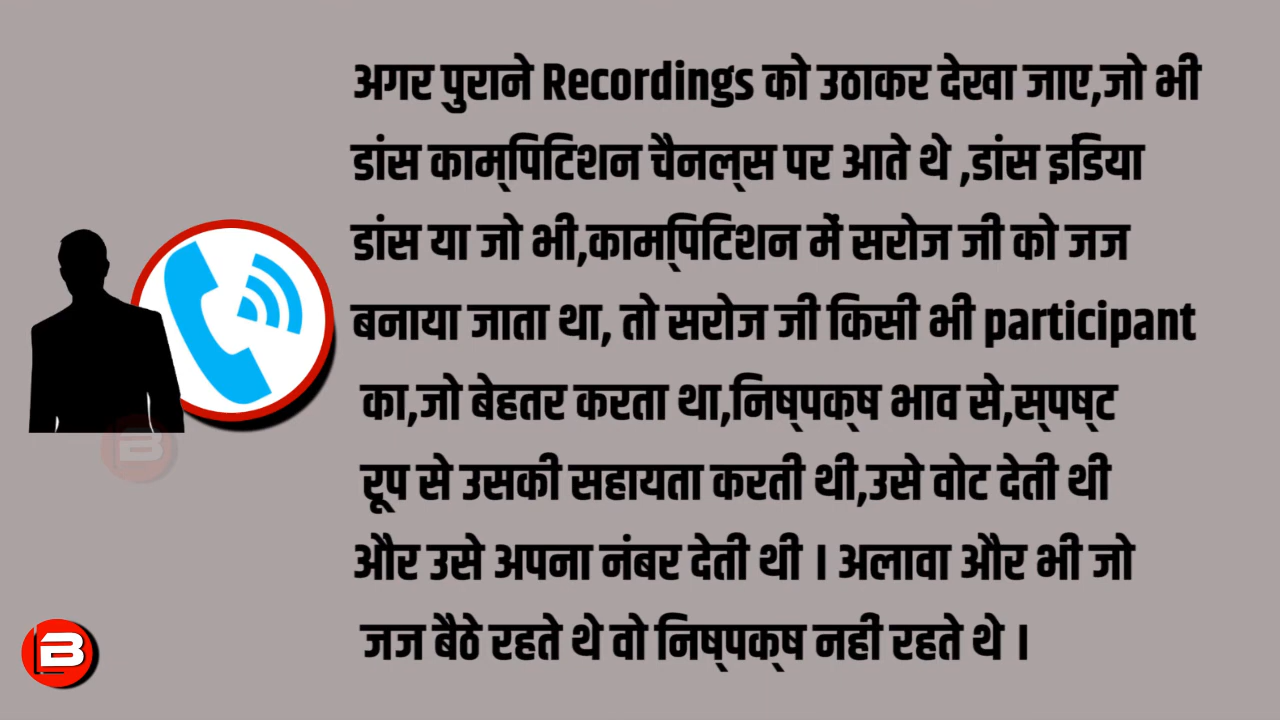 अगर पुराने Recordings को उठाकर देखा जाए,जो भी
डांस काम्पिटिशन चैनल्स पर आते थे ,डांस इंडिया
डांस या जो भी,काम्पिटिशन में सरोज जी को जज
बनाया जाता था, तो सरोज जी किसी भी participant
का,जो बेहतर करता था,निष्पक्ष भाव से,स्पष्ट
रूप से उसकी सहायता करती थी,उसे वोट देती थी
और उसे अपना नंबर देती थी । अलावा और भी जो
जज बैठे रहते थे वो निष्पक्ष नही रहते थे ।
B
B